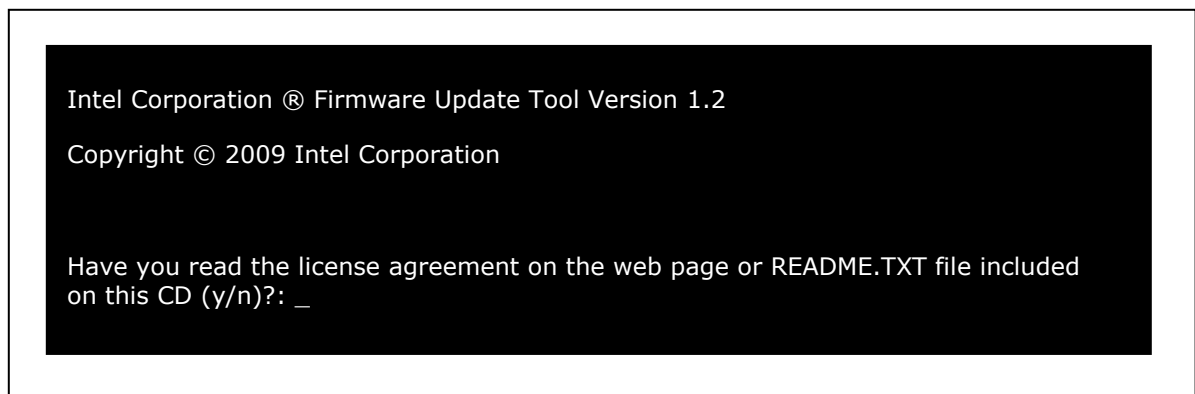 Intel Corporation ® Firmware Update Tool Version 1.2
Copyright © 2009 Intel Corporation
Have you read the license agreement on the web page or README.TXT file included
on this CD (y/n)?: _